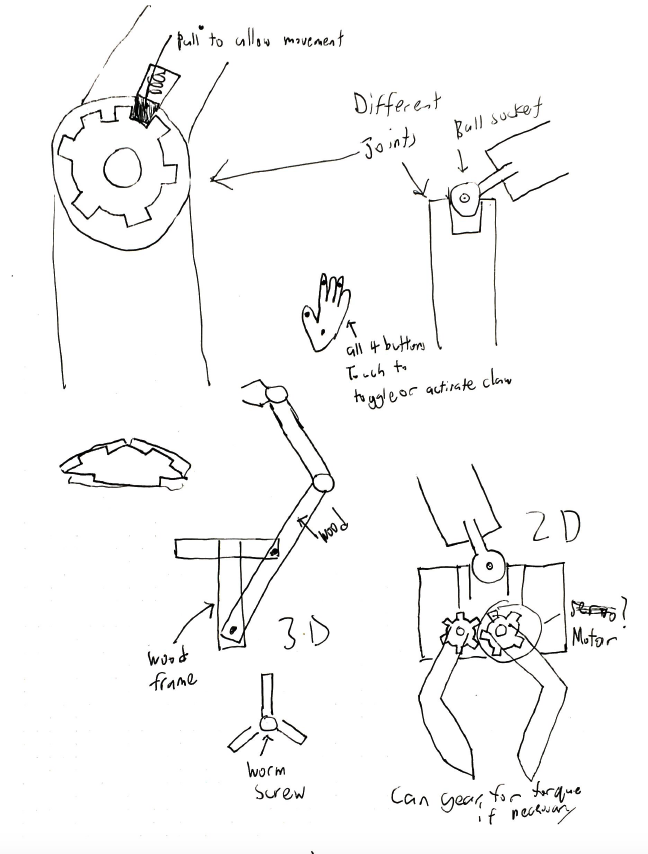 "Pull" to allow movement
Different
Joints
Ball socket
all 4 buttons
Touch to
toggle or activate claw
wood
2D
3D
Motor
wood
frame
worm
screw
Can gear for torque
if necessary